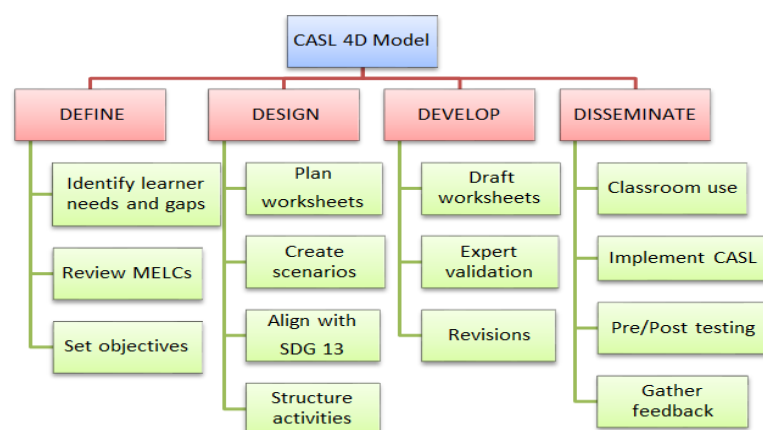 CASL 4D Model
DEFINE
Identify learner
needs and gaps
Review MELCs
Set objectives
DESIGN
Plan
worksheets
Create
scenarios
Align with
SDG 13
Structure
activities
DEVELOP
Draft
worksheets
Expert
validation
Revisions
DISSEMINATE
Classroom use
Implement CASL
Pre/Post testing
Gather
feedback